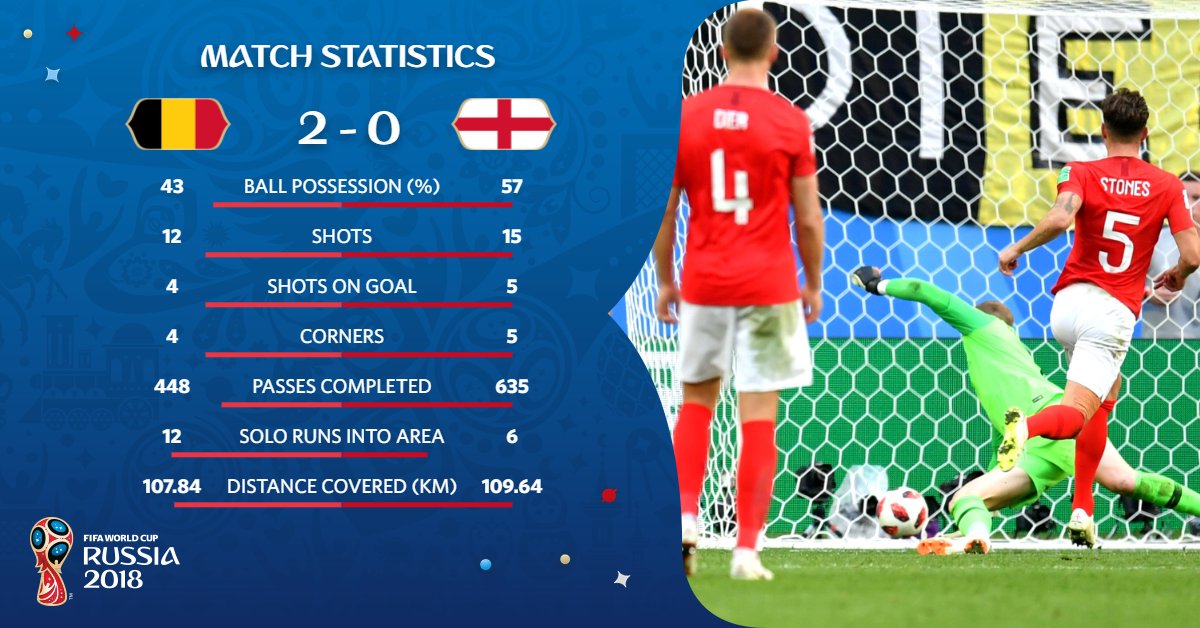 MATCH STATISTICS
2 - 0
43 BALL POSSESSION (%) 57
12 SHOTS 15
4 SHOTS ON GOAL 5
4 CORNERS 5
448 PASSES COMPLETED 635
12 SOLO RUNS INTO AREA 6
107.84 DISTANCE COVERED (KM) 109.64
FIFA WORLD CUP
RUSSIA
2018
DIER
4
STONES
5